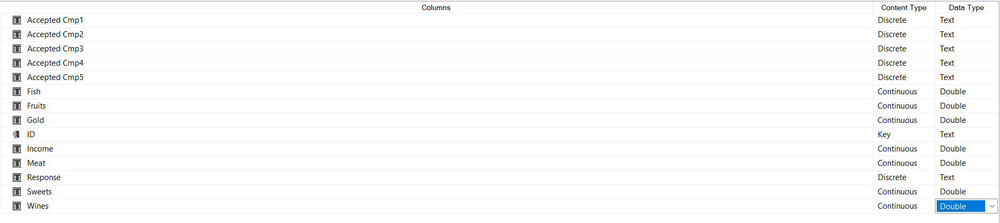 Columns Content Type Data Type
Accepted Cmp1 Discrete Text
Accepted Cmp2 Discrete Text
Accepted Cmp3 Discrete Text
Accepted Cmp4 Discrete Text
Accepted Cmp5 Discrete Text
Fish Continuous Double
Fruits Continuous Double
Gold Continuous Double
ID Key Text
Income Continuous Double
Meat Continuous Double
Response Discrete Text
Sweets Continuous Double
Wines Continuous Double